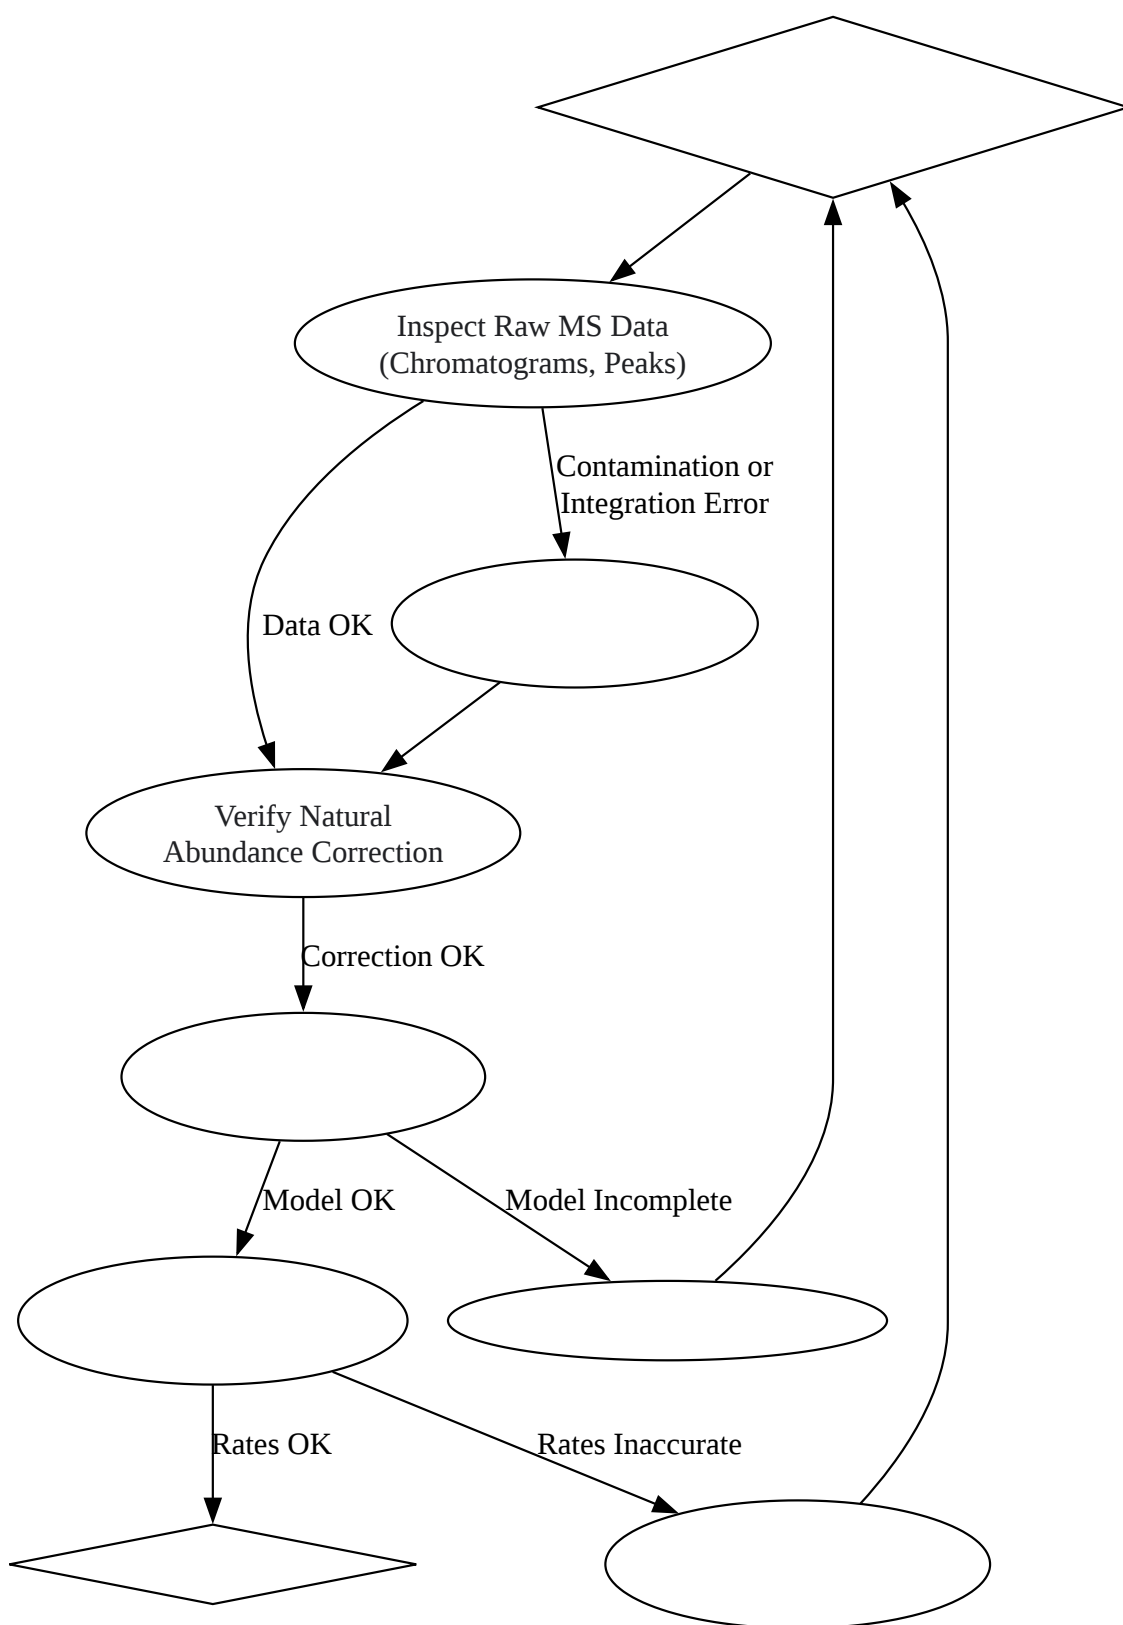 Inspect Raw MS Data
(Chromatograms, Peaks)
Contamination or
Integration Error
Data OK
Verify Natural
Abundance Correction
Correction OK
Model OK
Model Incomplete
Rates OK
Rates Inaccurate